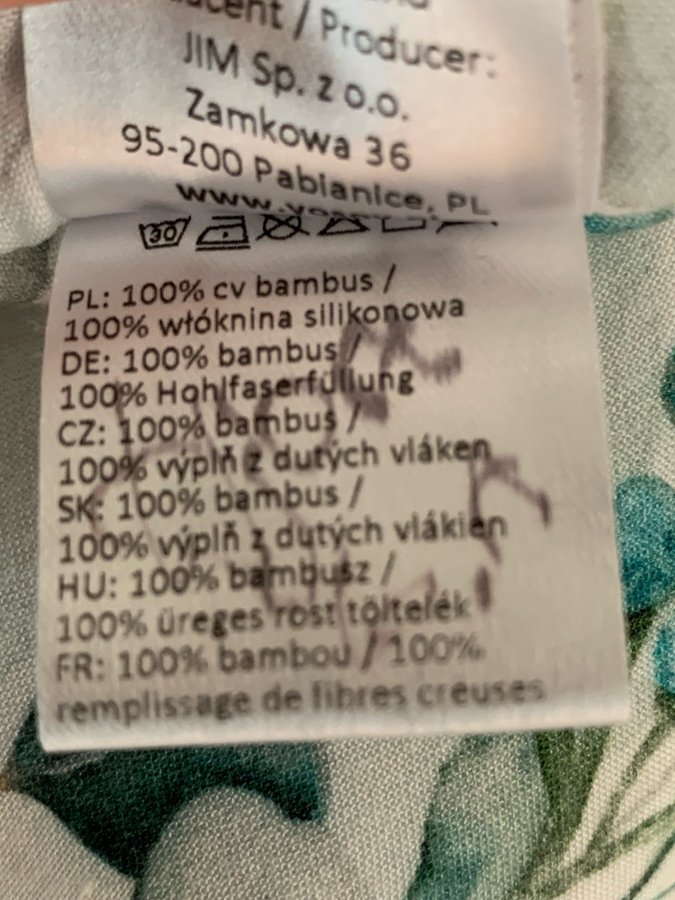 / Producer:
JIM Sp. z o.o.
Zamkowa 36
95-200 Pabianice, PL
30
PL: 100% cv bambus /
100% włóknina silikonowa
DE: 100% bambus /
100% Hohlfaserfüllung
CZ: 100% bambus /
100% výplň z dutých vláken
SK: 100% bambus /
100% výplň z dutých vlákien
HU: 100% bambusz /
100% üreges rost töltelék
FR: 100% bambou / 100%
remplissage de fibres creuses